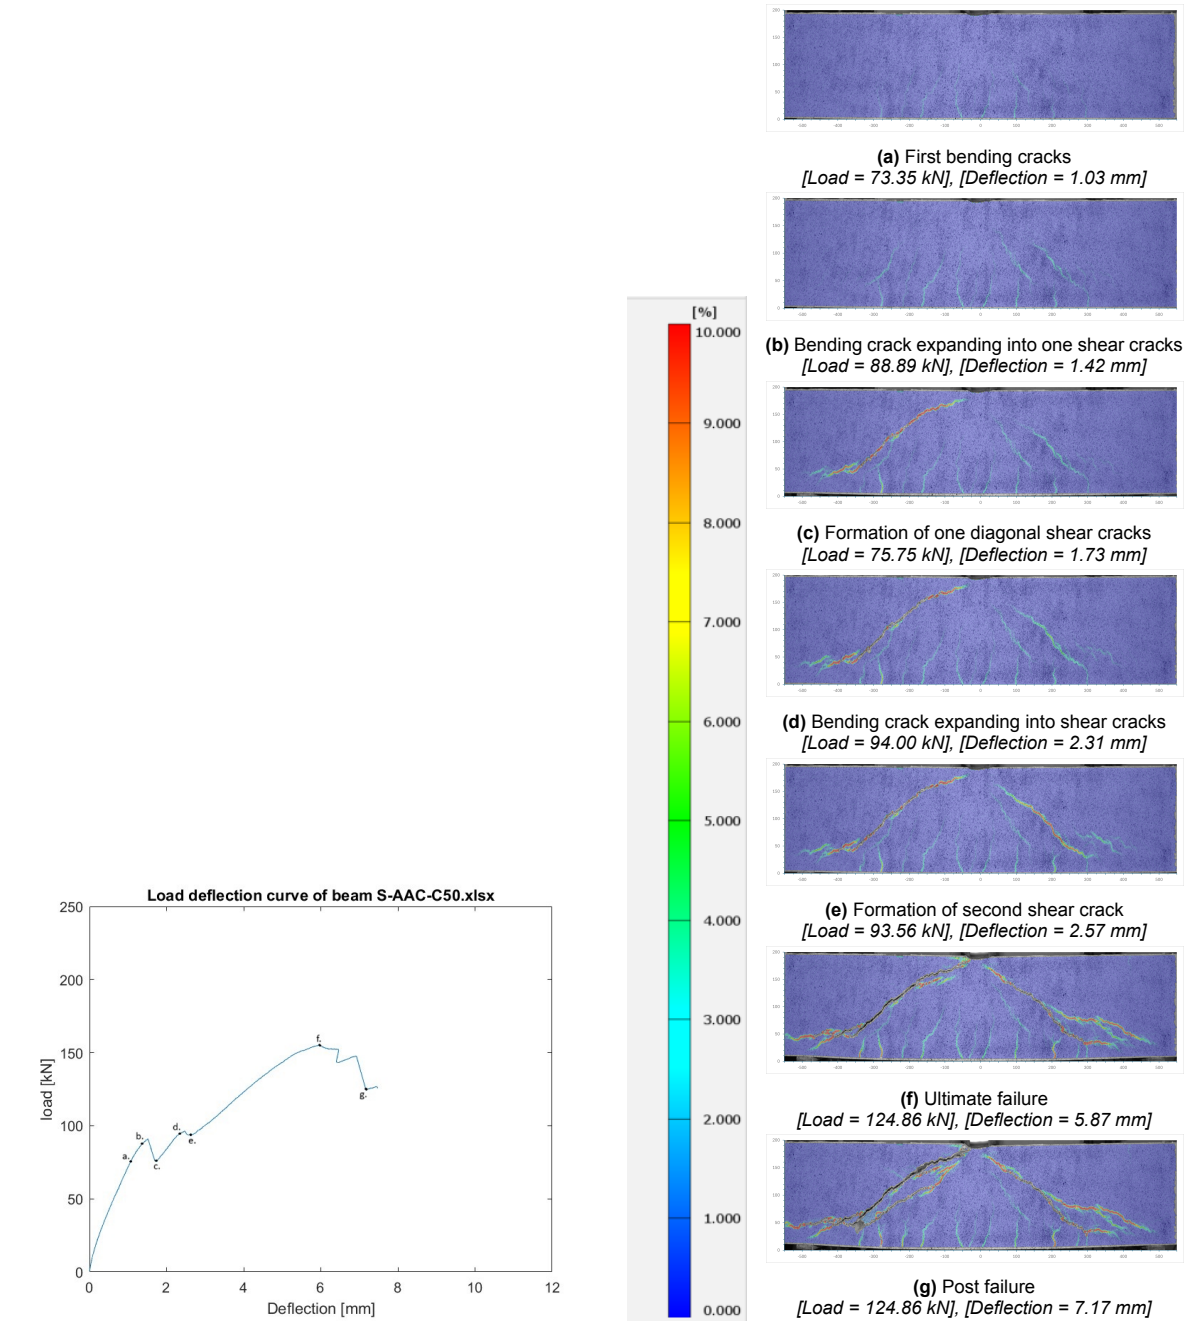 (a) First bending cracks
[Load = 73.35 kN], [Deflection = 1.03 mm]
(b) Bending crack expanding into one shear cracks
[Load = 88.89 kN], [Deflection = 1.42 mm]
(c) Formation of one diagonal shear cracks
[Load = 75.75 kN], [Deflection = 1.73 mm]
(d) Bending crack expanding into shear cracks
[Load = 94.00 kN], [Deflection = 2.31 mm]
(e) Formation of second shear crack
[Load = 93.56 kN], [Deflection = 2.57 mm]
(f) Ultimate failure
[Load = 124.86 kN], [Deflection = 5.87 mm]
(g) Post failure
[Load = 124.86 kN], [Deflection = 7.17 mm]
[%]
10.000
9.000
8.000
7.000
6.000
5.000
4.000
3.000
2.000
1.000
0.000
Load deflection curve of beam S-AAC-C50.xlsx
load [kN]
250
200
150
100
50
0
a.
b.
c.
d.
e.
f.
g.
0 2 4 6 8 10 12
Deflection [mm]